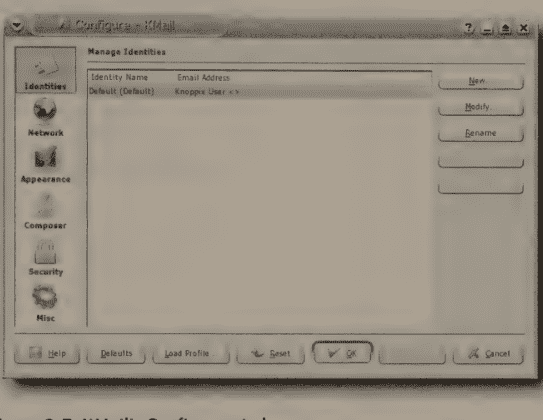 Configure - KMail
Manage Identities
Identity Name Email Address
Default (Default) Knoppix User <>
Identities
Network
Appearance
Composer
Security
Misc
New...
Modify...
Rename
Help
Defaults
Load Profile
Reset
OK
Cancel